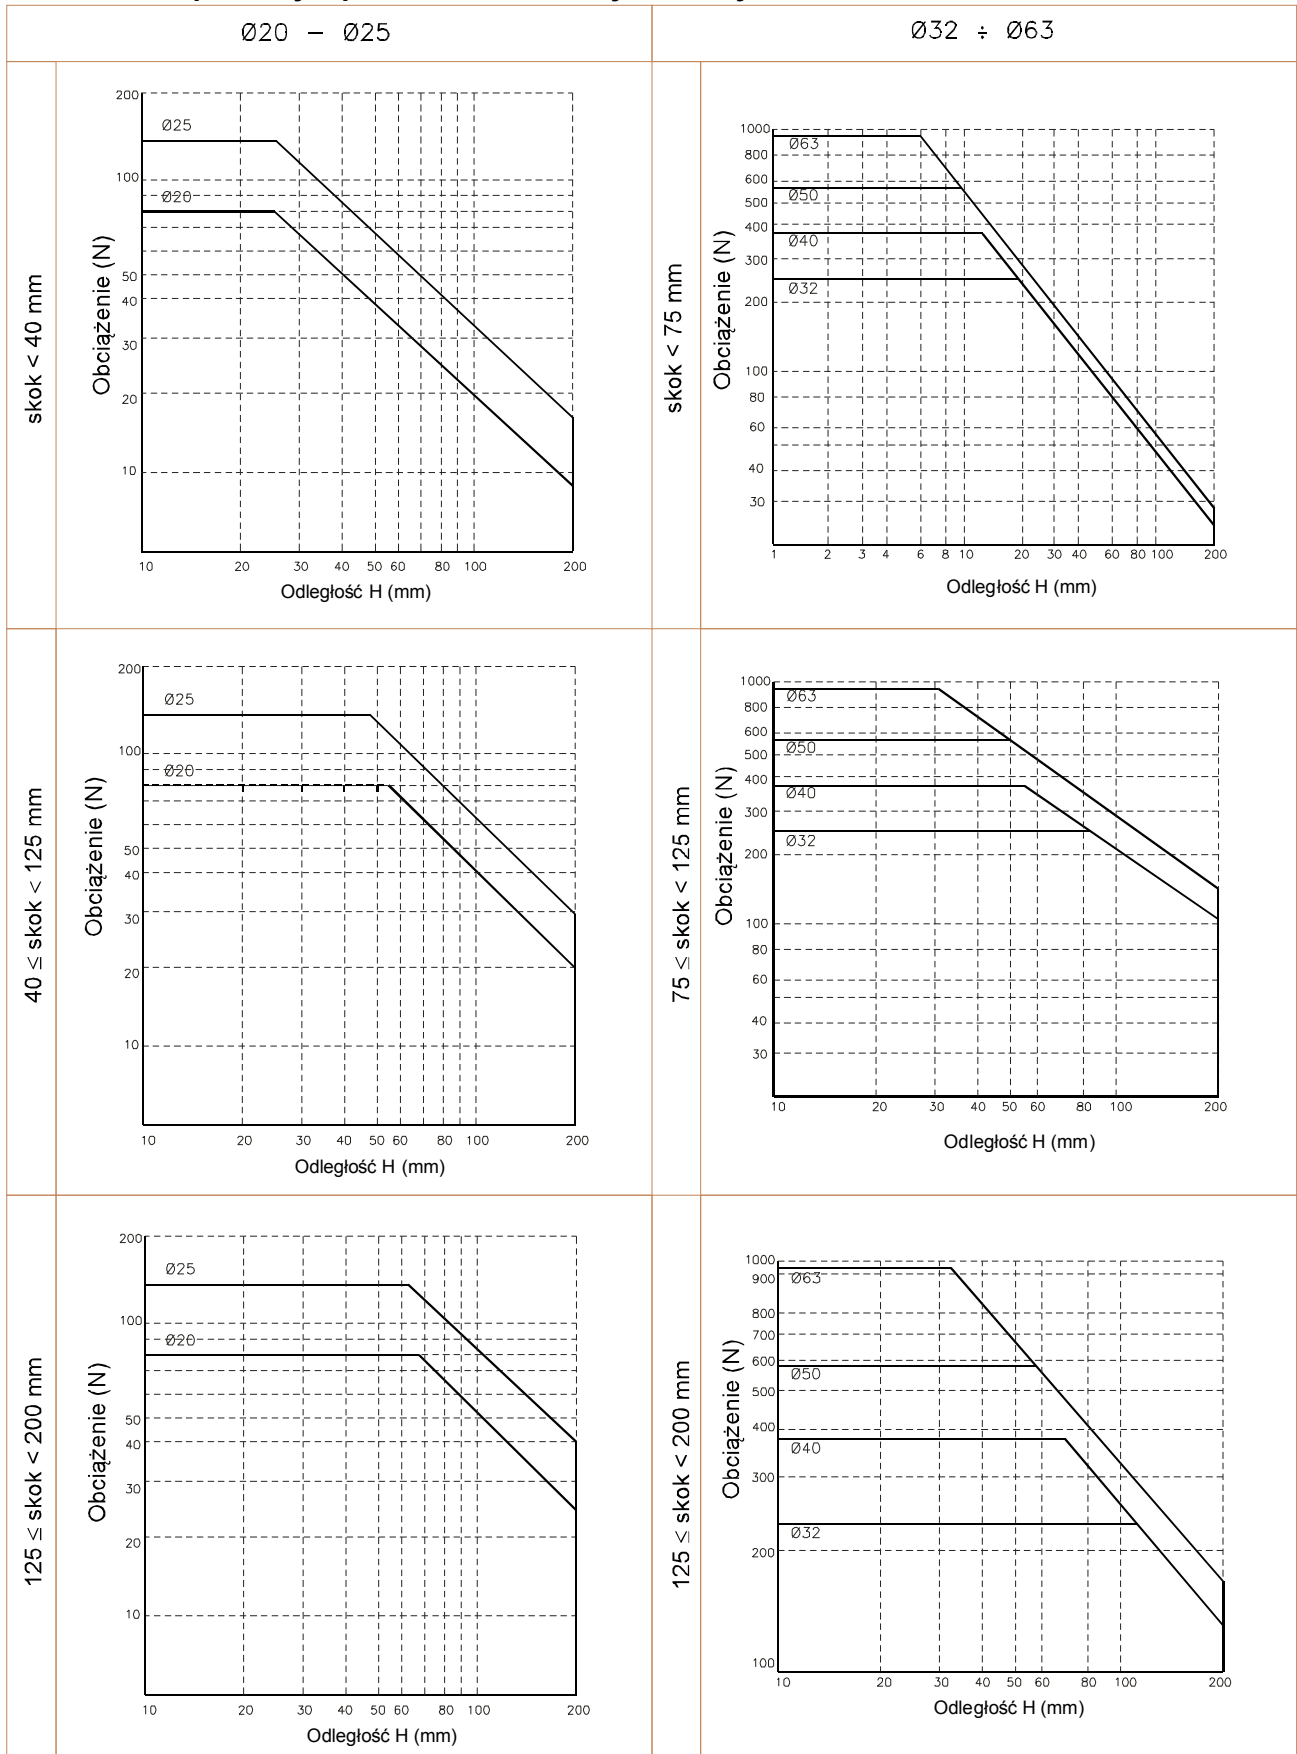 Ø20 – Ø25
Ø32 ÷ Ø63
skok < 40 mm
Obciążenie (N)
200
100
50
40
30
20
10
Ø25
Ø20
10 20 30 40 50 60 80 100 200
Odległość H (mm)
skok < 75 mm
Obciążenie (N)
1000
800
600
500
400
300
200
100
80
60
40
30
Ø63
Ø50
Ø40
Ø32
1 2 3 4 6 8 10 20 30 40 60 80 100 200
Odległość H (mm)
40 ≤ skok < 125 mm
Obciążenie (N)
200
100
50
40
30
20
10
Ø25
Ø20
10 20 30 40 50 60 80 100 200
Odległość H (mm)
75 ≤ skok < 125 mm
Obciążenie (N)
1000
800
600
500
400
300
200
100
80
60
40
30
Ø63
Ø50
Ø40
Ø32
10 20 30 40 50 60 80 100 200
Odległość H (mm)
125 ≤ skok < 200 mm
Obciążenie (N)
200
100
50
40
30
20
10
Ø25
Ø20
10 20 30 40 50 60 80 100 200
Odległość H (mm)
125 ≤ skok < 200 mm
Obciążenie (N)
1000
900
800
700
600
500
400
300
200
100
Ø63
Ø50
Ø40
Ø32
10 20 30 40 50 60 80 100 200
Odległość H (mm)